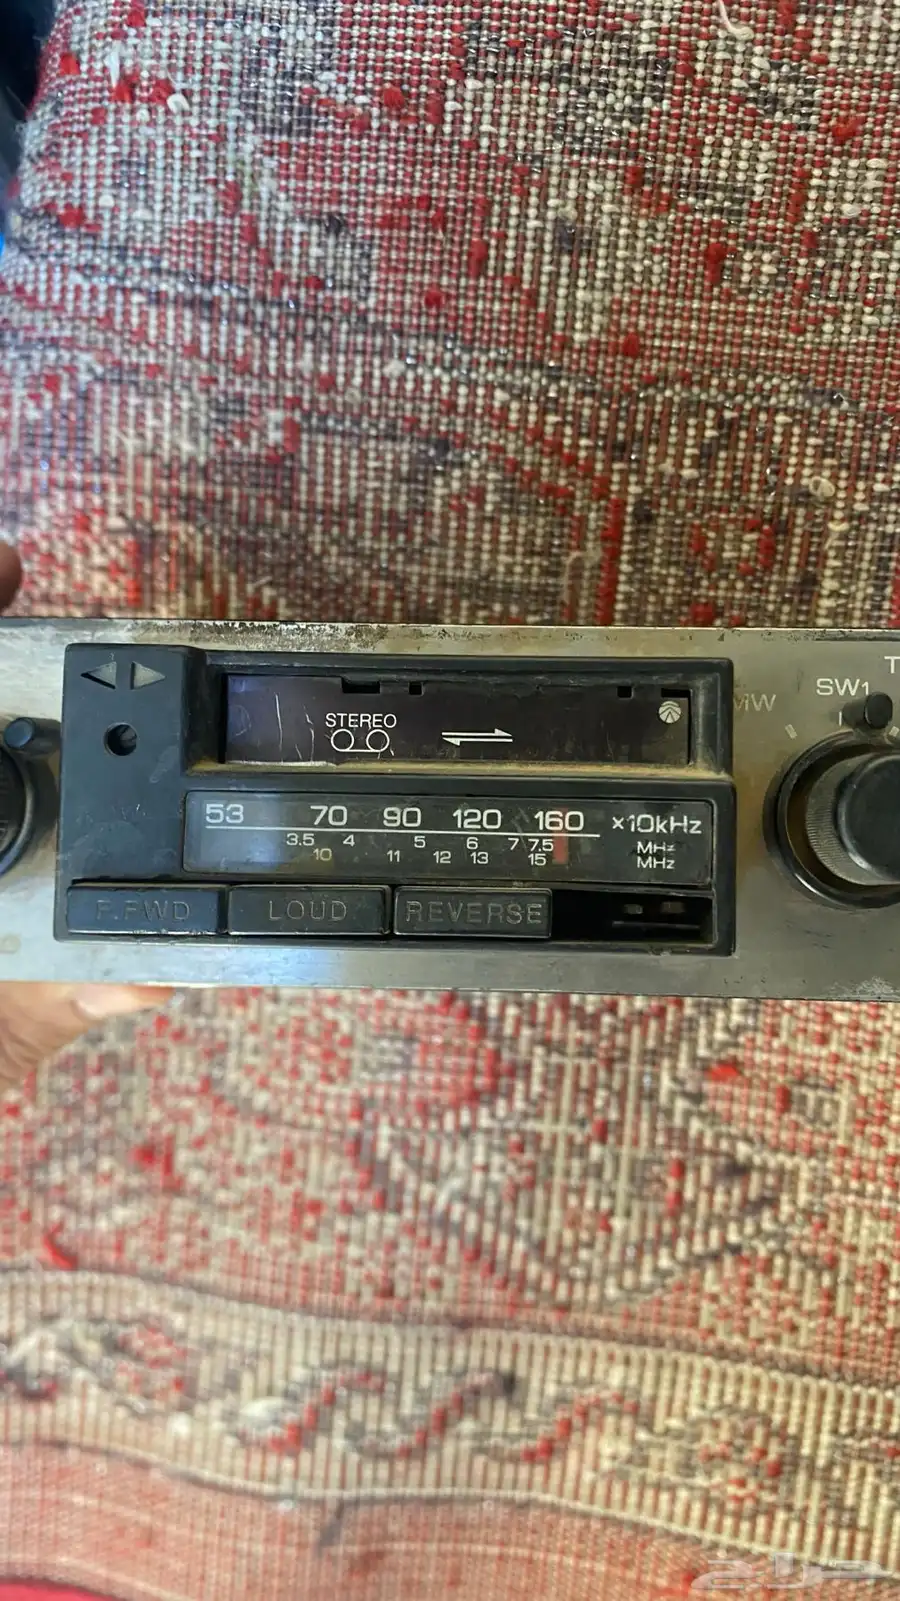 STEREO
MW
SW1
T
53 70 90 120 160 ×10kHz
3.5 4 5 6 7 7.5 MHz
10 11 12 13 15 MHz
F.FWD LOUD REVERSE
حراج